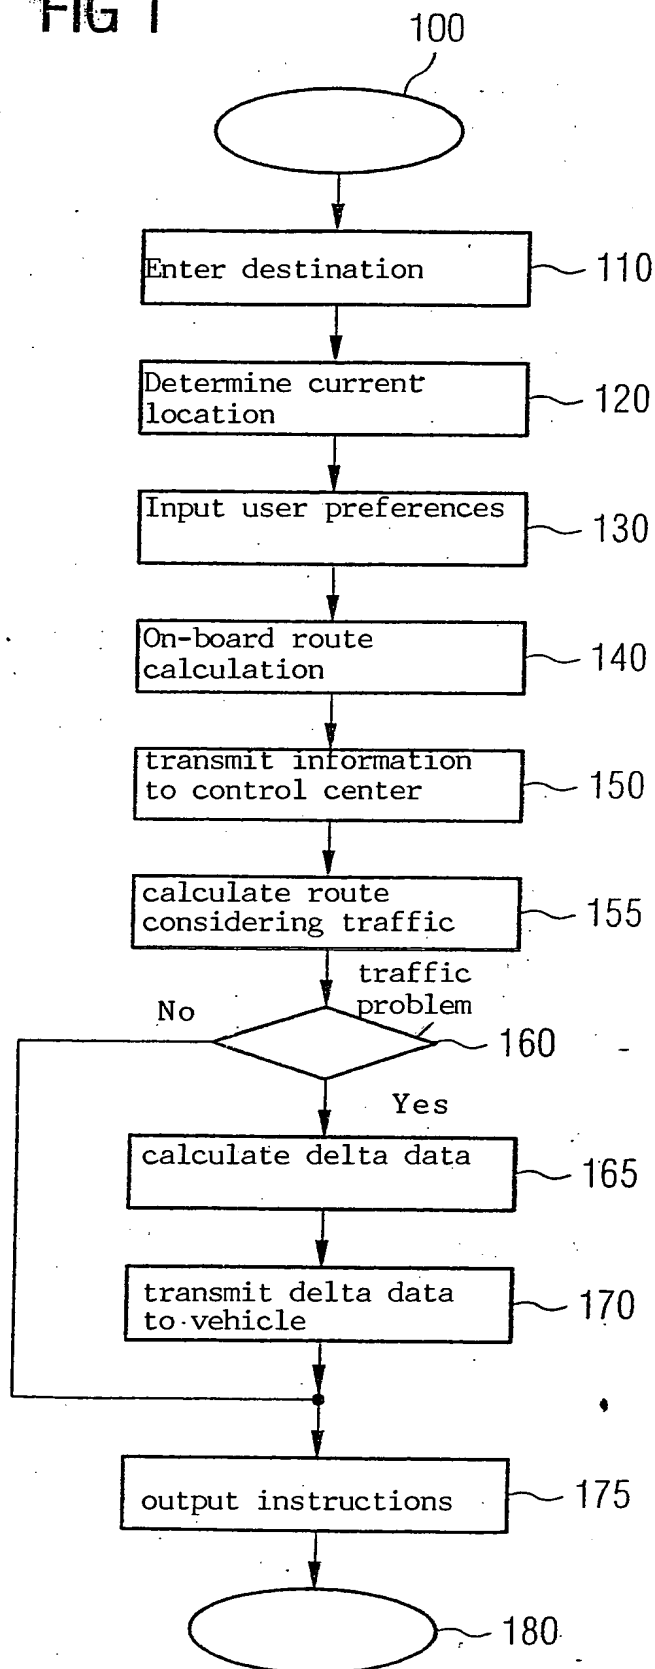 FIG 1
100
Enter destination
110
Determine current
location
120
Input user preferences
130
On-board route
calculation
140
transmit information
to control center
150
calculate route
considering traffic
155
traffic
problem
No
160
Yes
calculate delta data
165
transmit delta data
to vehicle
170
output instructions
175
180